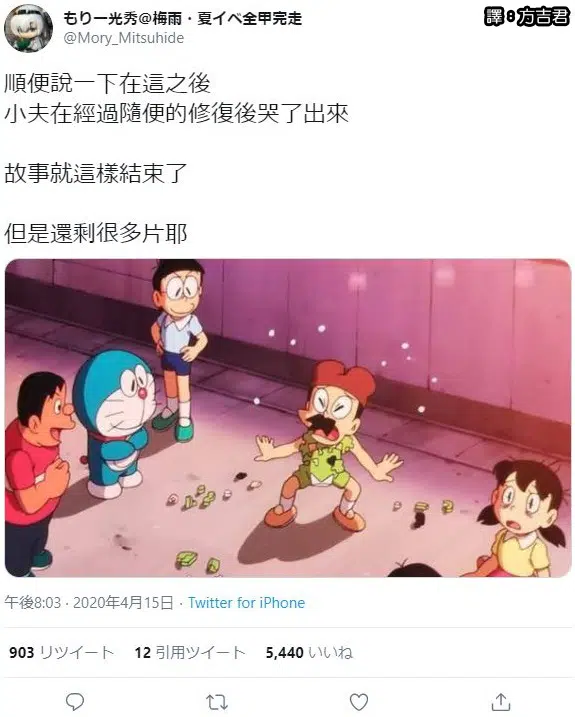 もり一光秀@梅雨・夏イベ全甲完走
@Mory_Mitsuhide
譯:方吉君
順便說一下在這之後
小夫在經過隨便的修復後哭了出來
故事就這樣結束了
但是還剩很多片耶
午後8:03 · 2020年4月15日 · Twitter for iPhone
903 リツイート 12 引用ツイート 5,440 いいね